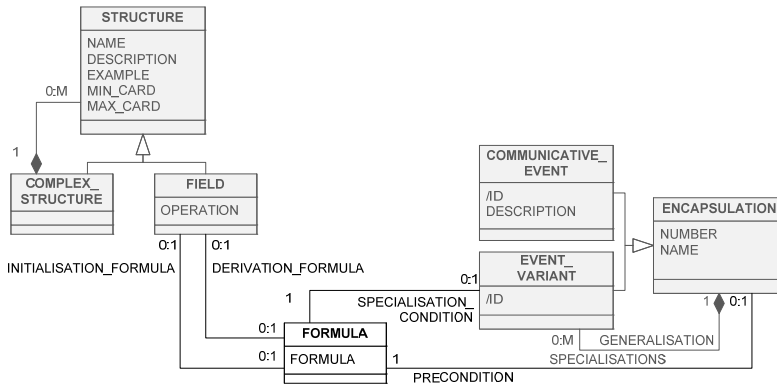 STRUCTURE
NAME
DESCRIPTION
EXAMPLE
MIN_CARD
MAX_CARD
0:M
1
COMPLEX_
STRUCTURE
FIELD
OPERATION
0:1
0:1
INITIALISATION_FORMULA
DERIVATION_FORMULA
COMMUNICATIVE_
EVENT
/ID
DESCRIPTION
ENCAPSULATION
NUMBER
NAME
EVENT_
VARIANT
/ID
0:1
1
SPECIALISATION_
CONDITION
1
0:1
0:M
GENERALISATION
SPECIALISATIONS
0:1
0:1
FORMULA
FORMULA
1
PRECONDITION